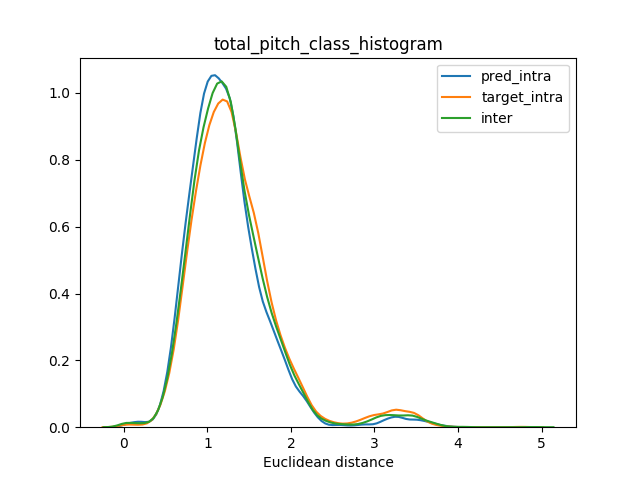 total_pitch_class_histogram
pred_intra
target_intra
inter
1.0
0.8
0.6
0.4
0.2
0.0
0 1 2 3 4 5
Euclidean distance